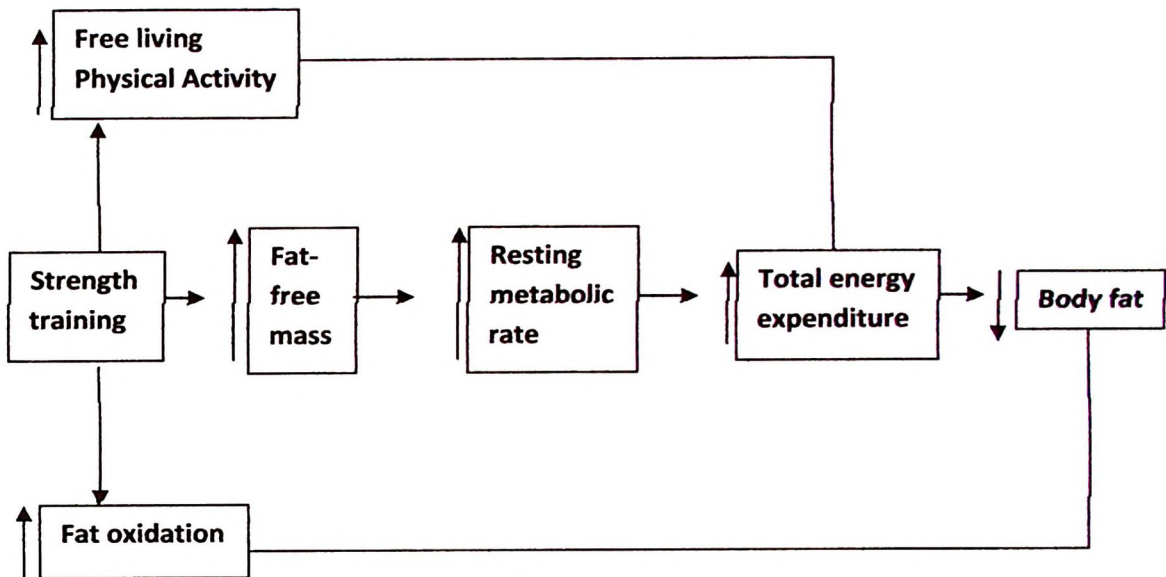 Free living
Physical Activity
Strength
training
Fat-
free
mass
Resting
metabolic
rate
Total energy
expenditure
Body fat
Fat oxidation